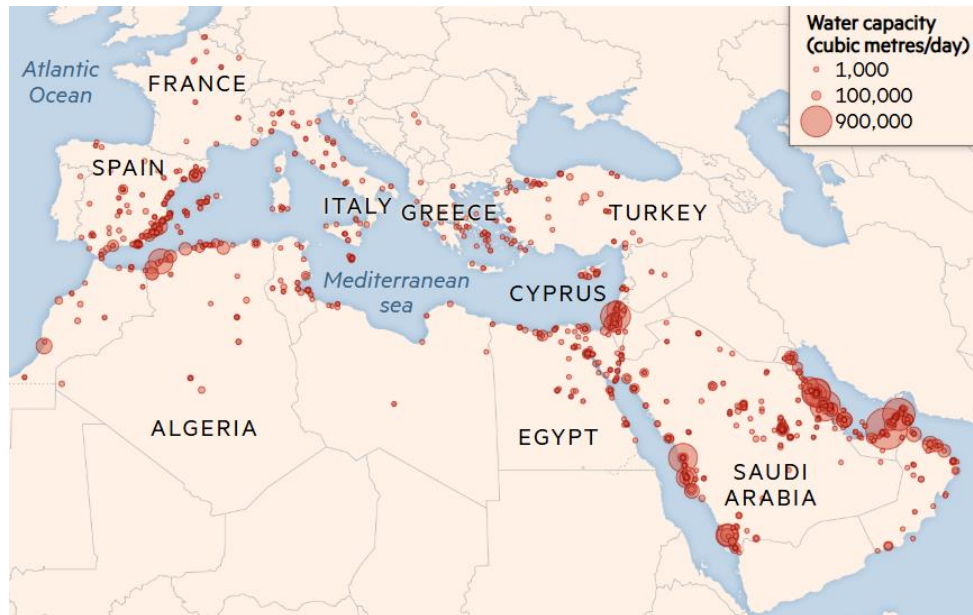 Water capacity
(cubic metres/day)
1,000
100,000
900,000
Atlantic
Ocean
FRANCE
SPAIN
ITALY
GREECE
TURKEY
Mediterranean
sea
CYPRUS
ALGERIA
EGYPT
SAUDI
ARABIA